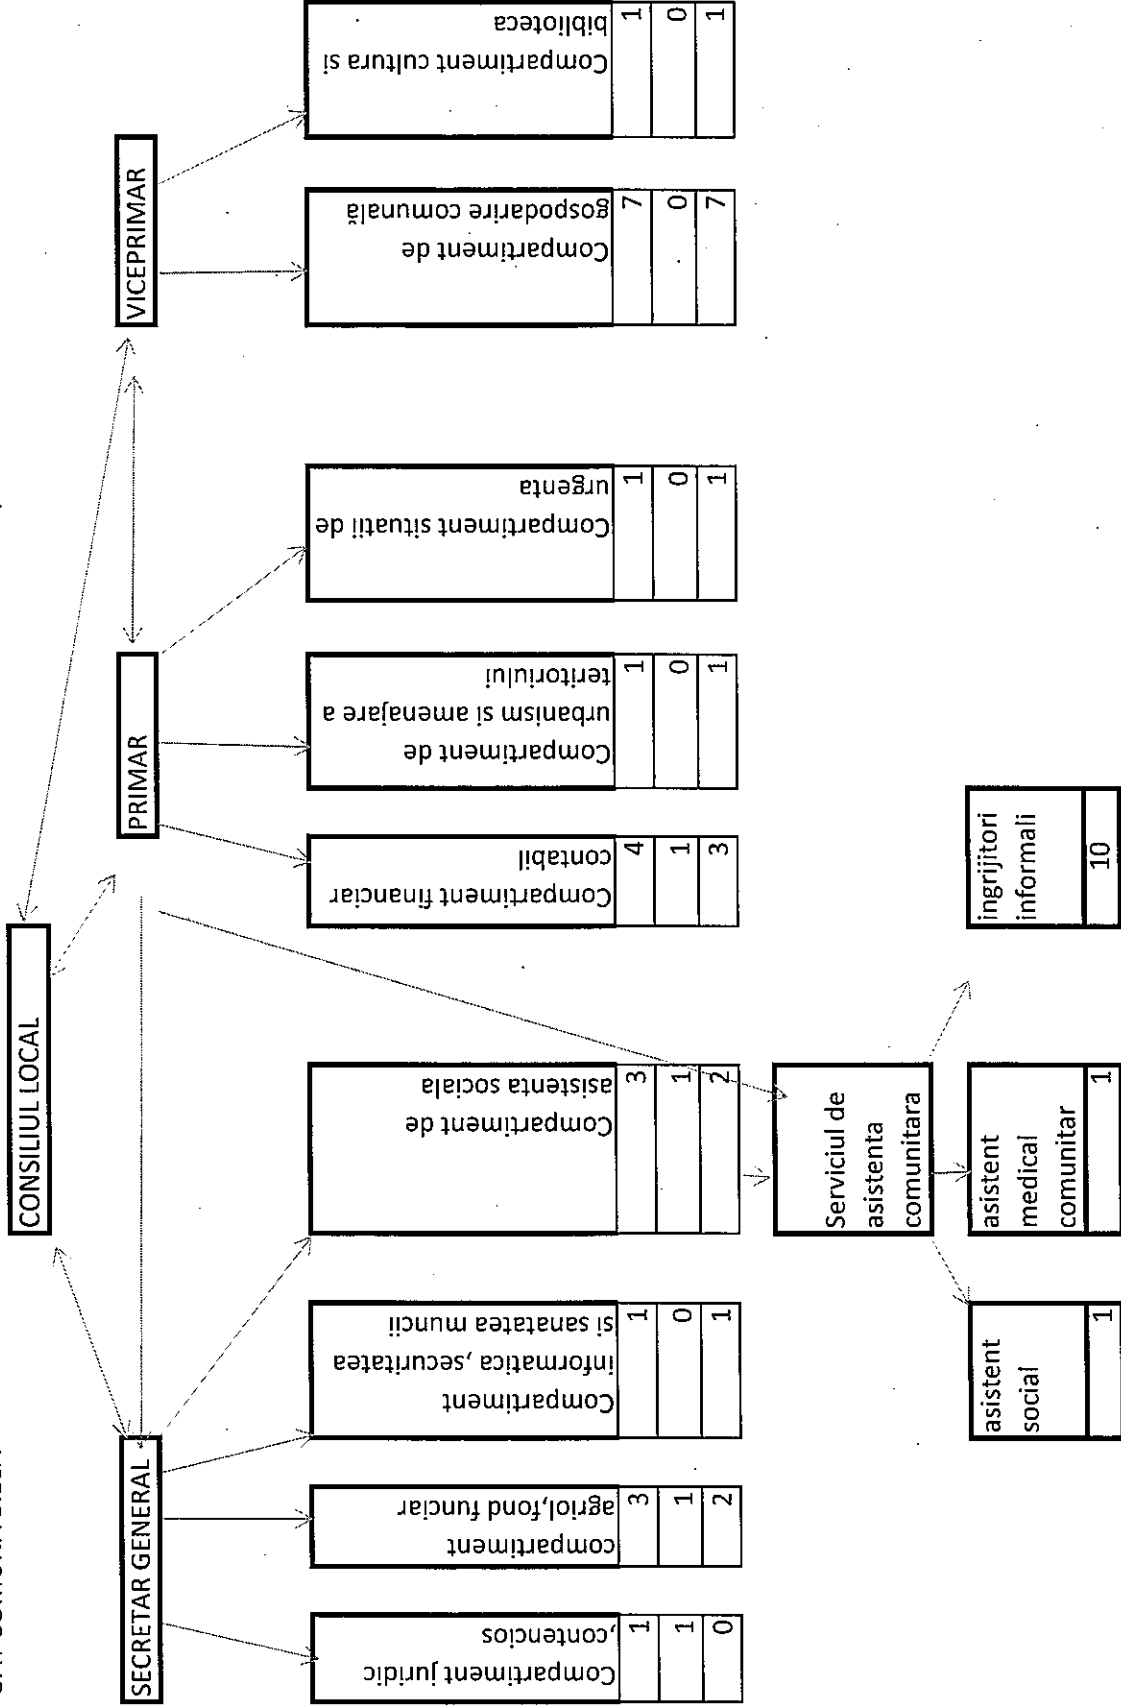 CONSILIUL LOCAL
SECRETAR GENERAL
PRIMAR
VICEPRIMAR
Compartiment juridic
,contencios
1
1
0
compartiment
agriol,fond funciar
3
1
2
Compartiment
informatica ,securitatea
si sanatatea muncii
1
0
1
Compartiment de
asistenta sociala
3
1
2
Compartiment financiar
contabil
4
1
3
Compartiment de
urbanism si amenajare a
teritoriului
1
0
1
Compartiment situatii de
urgenta
1
0
1
Compartiment de
gospodarire comunală
7
0
7
Compartiment cultura si
biblioteca
1
0
1
Serviciul de
asistenta
comunitara
asistent
social
1
asistent
medical
comunitar
1
ingrijitori
informali
10